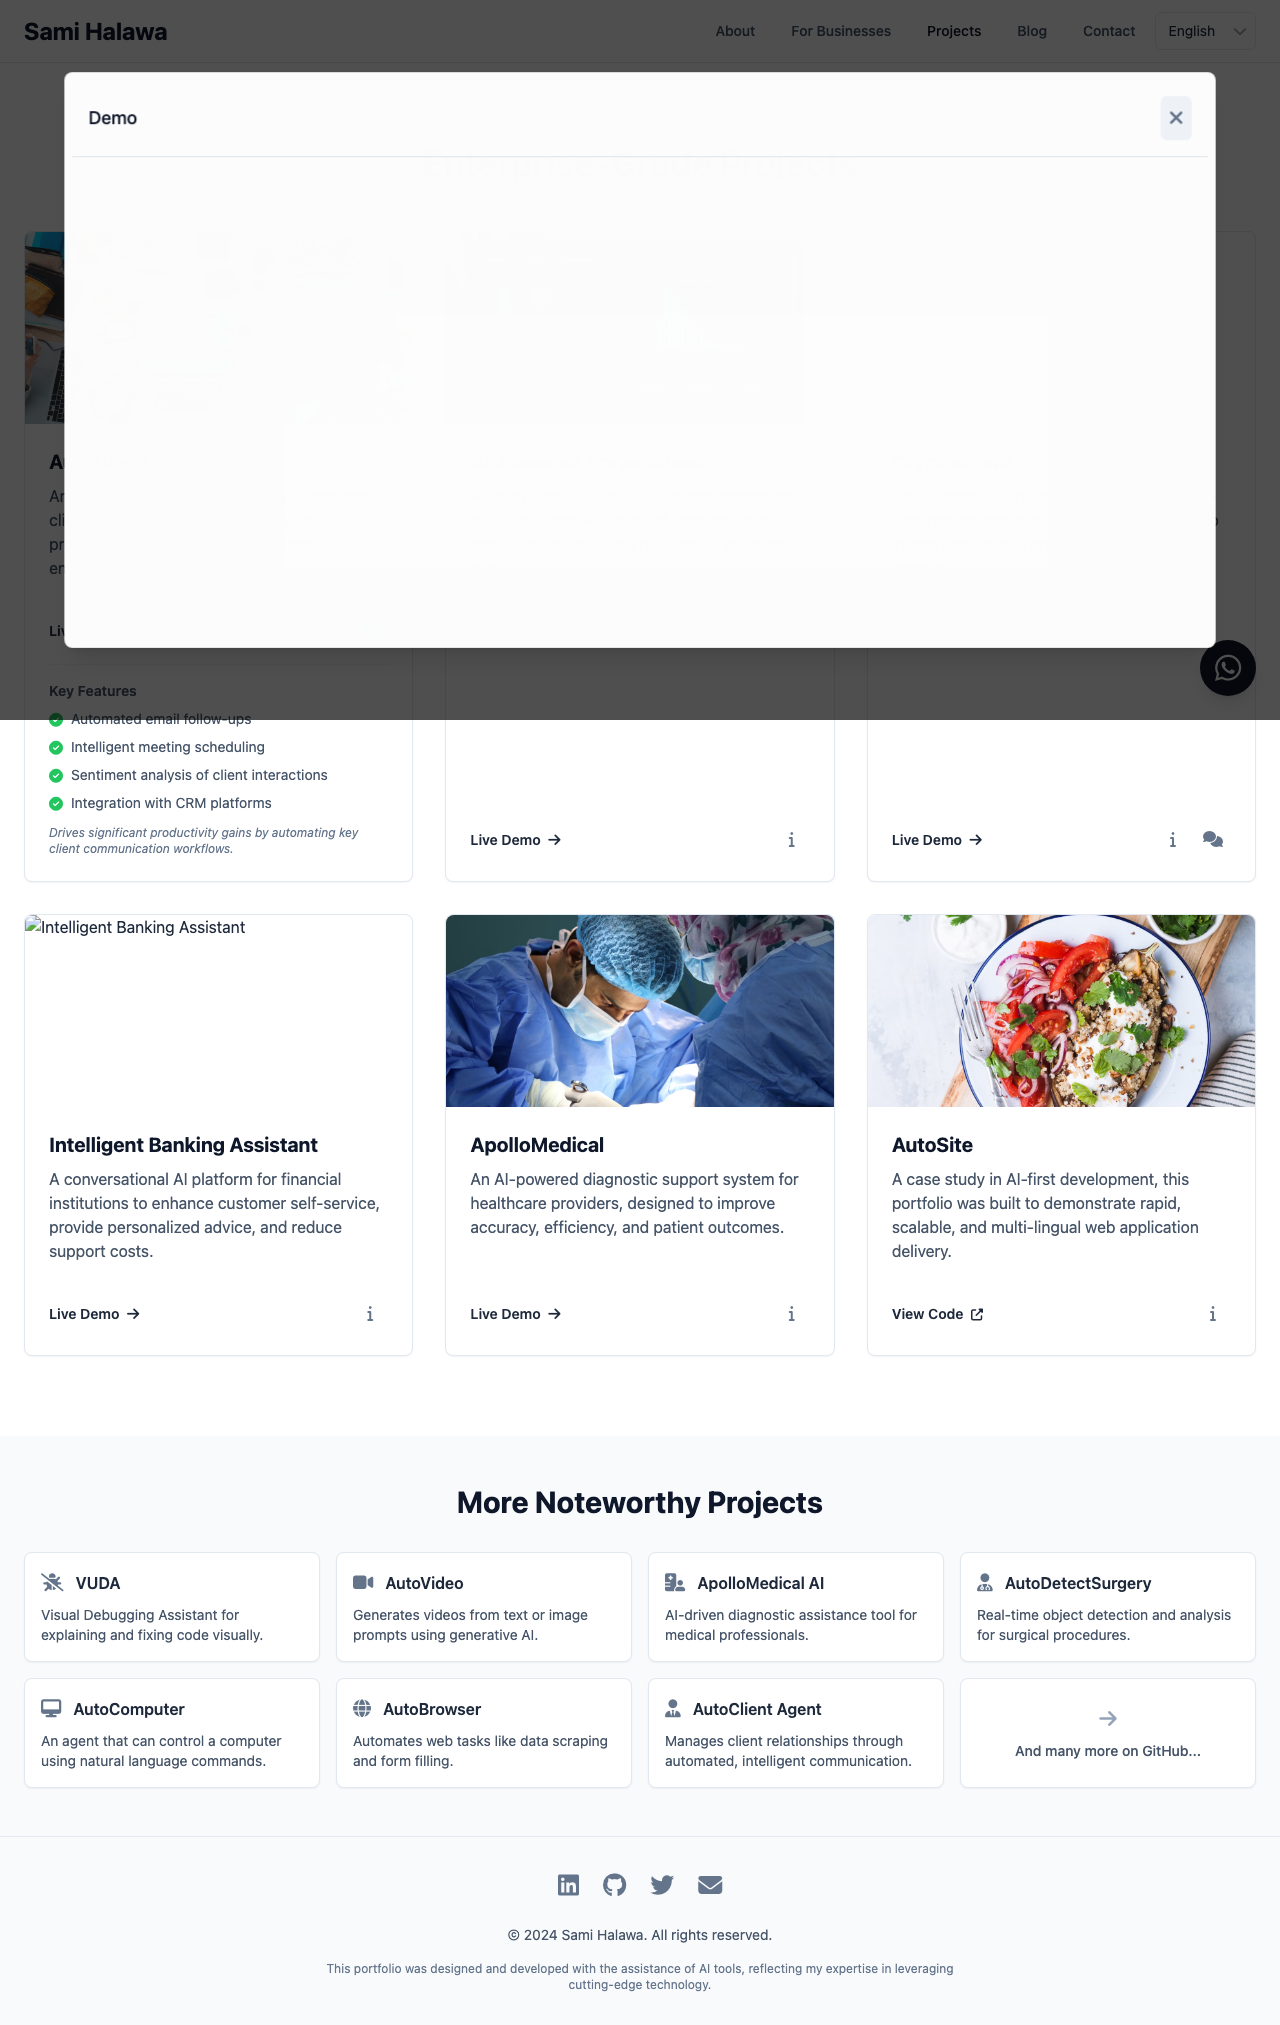 Sami Halawa
About
For Businesses
Projects
Blog
Contact
English
Demo
Key Features
Automated email follow-ups
Intelligent meeting scheduling
Sentiment analysis of client interactions
Integration with CRM platforms
Drives significant productivity gains by automating key
client communication workflows.
Live Demo
Live Demo
Intelligent Banking Assistant
Intelligent Banking Assistant
A conversational AI platform for financial
institutions to enhance customer self-service,
provide personalized advice, and reduce
support costs.
Live Demo
ApolloMedical
An AI-powered diagnostic support system for
healthcare providers, designed to improve
accuracy, efficiency, and patient outcomes.
Live Demo
AutoSite
A case study in AI-first development, this
portfolio was built to demonstrate rapid,
scalable, and multi-lingual web application
delivery.
View Code
More Noteworthy Projects
VUDA
Visual Debugging Assistant for
explaining and fixing code visually.
AutoVideo
Generates videos from text or image
prompts using generative AI.
ApolloMedical AI
AI-driven diagnostic assistance tool for
medical professionals.
AutoDetectSurgery
Real-time object detection and analysis
for surgical procedures.
AutoComputer
An agent that can control a computer
using natural language commands.
AutoBrowser
Automates web tasks like data scraping
and form filling.
AutoClient Agent
Manages client relationships through
automated, intelligent communication.
And many more on GitHub...
© 2024 Sami Halawa. All rights reserved.
This portfolio was designed and developed with the assistance of AI tools, reflecting my expertise in leveraging
cutting-edge technology.